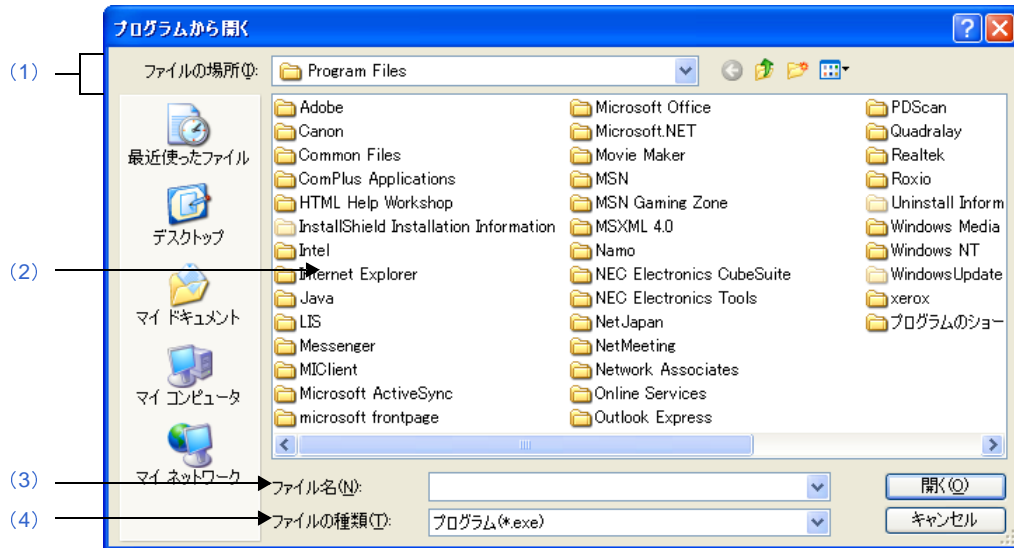 プログラムから開く
(1)
ファイルの場所(I):
Program Files
最近使ったファイル
デスクトップ
マイ ドキュメント
マイ コンピュータ
マイ ネットワーク
(2)
Adobe
Canon
Common Files
ComPlus Applications
HTML Help Workshop
InstallShield Installation Information
Intel
Internet Explorer
Java
LIS
Messenger
MIClient
Microsoft ActiveSync
microsoft frontpage
Microsoft Office
Microsoft.NET
Movie Maker
MSN
MSN Gaming Zone
MSXML 4.0
Namo
NEC Electronics CubeSuite
NEC Electronics Tools
NetJapan
NetMeeting
Network Associates
Online Services
Outlook Express
PDScan
Quadralay
Realtek
Roxio
Uninstall Inform
Windows Media
Windows NT
WindowsUpdate
xerox
プログラムのショー
(3)
ファイル名(N):
開く(O)
(4)
ファイルの種類(T):
プログラム(*.exe)
キャンセル